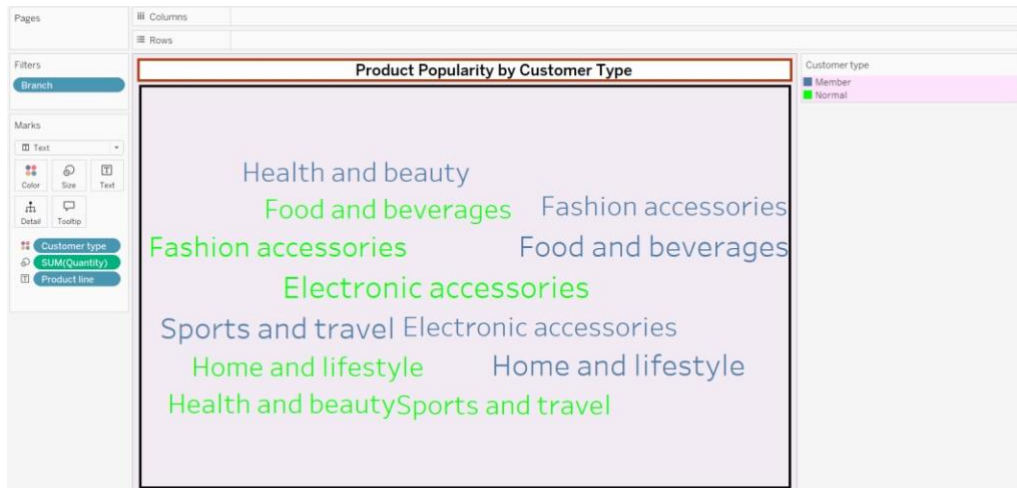 Pages
Columns
Rows
Filters
Branch
Marks
Text
Color
Size
Text
Detail
Tooltip
Customer type
SUM(Quantity)
Product line
Product Popularity by Customer Type
Health and beauty
Food and beverages
Fashion accessories
Fashion accessories
Food and beverages
Electronic accessories
Sports and travel
Electronic accessories
Home and lifestyle
Home and lifestyle
Health and beauty
Sports and travel
Customer type
Member
Normal